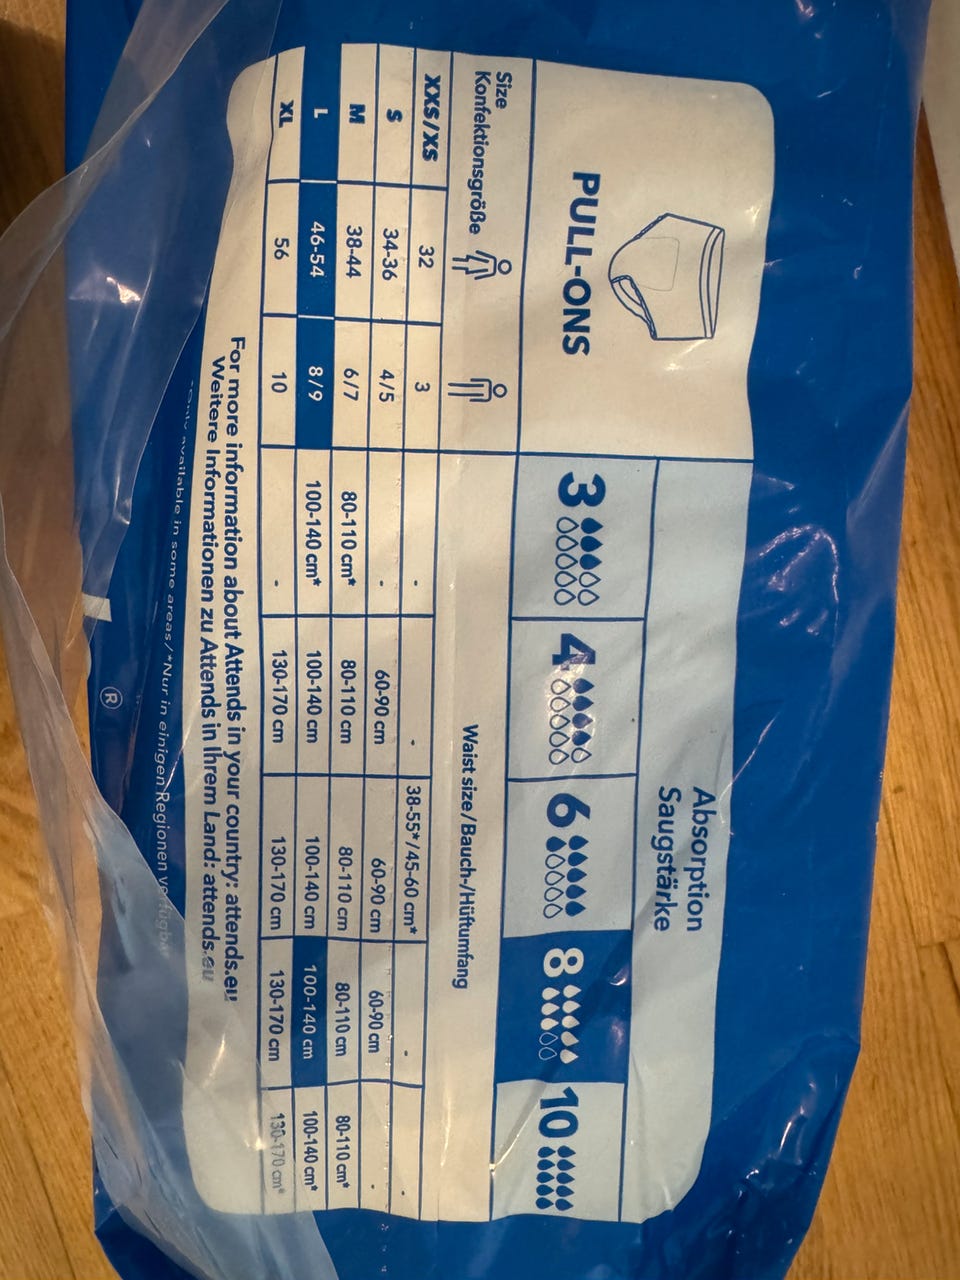 PULL-ONS
Absorption
Saugstärke
3 4 6 8 10
Size
Konfektionsgröße
Waist size/Bauch-/Hüftumfang
XXS/XS 32 3 - - 38-55*/45-60 cm* - -
S 34-36 4/5 - 60-90 cm 60-90 cm 60-90 cm -
M 38-44 6/7 80-110 cm* 80-110 cm 80-110 cm 80-110 cm 80-110 cm*
L 46-54 8/9 100-140 cm* 100-140 cm 100-140 cm 100-140 cm 100-140 cm*
XL 56 10 - 130-170 cm 130-170 cm 130-170 cm 130-170 cm*
For more information about Attends in your country: attends.eu
Weitere Informationen zu Attends in Ihrem Land: attends.eu
*Only available in some areas/*Nur in einigen Regionen
®